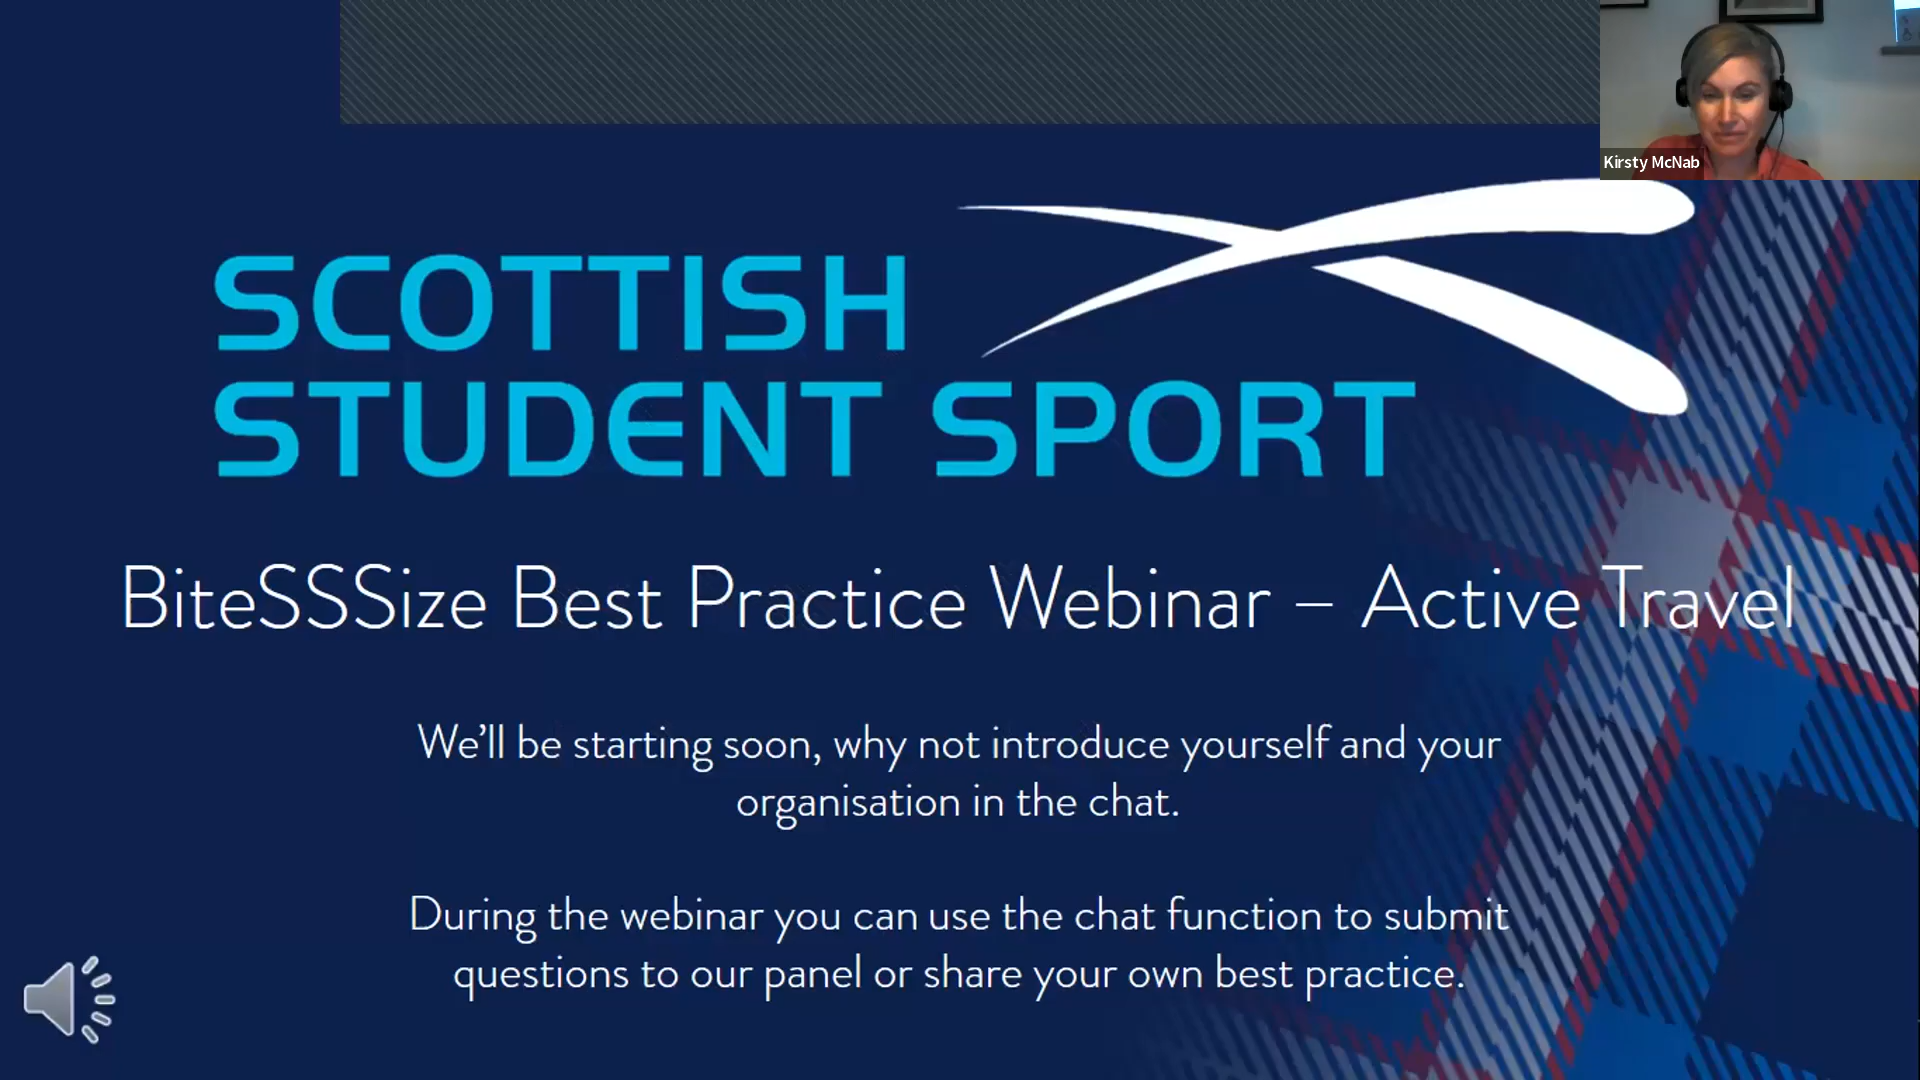 Kirsty McNab
SCOTTISH
STUDENT SPORT
BiteSSSize Best Practice Webinar – Active Travel
We’ll be starting soon, why not introduce yourself and your
organisation in the chat.
During the webinar you can use the chat function to submit
questions to our panel or share your own best practice.